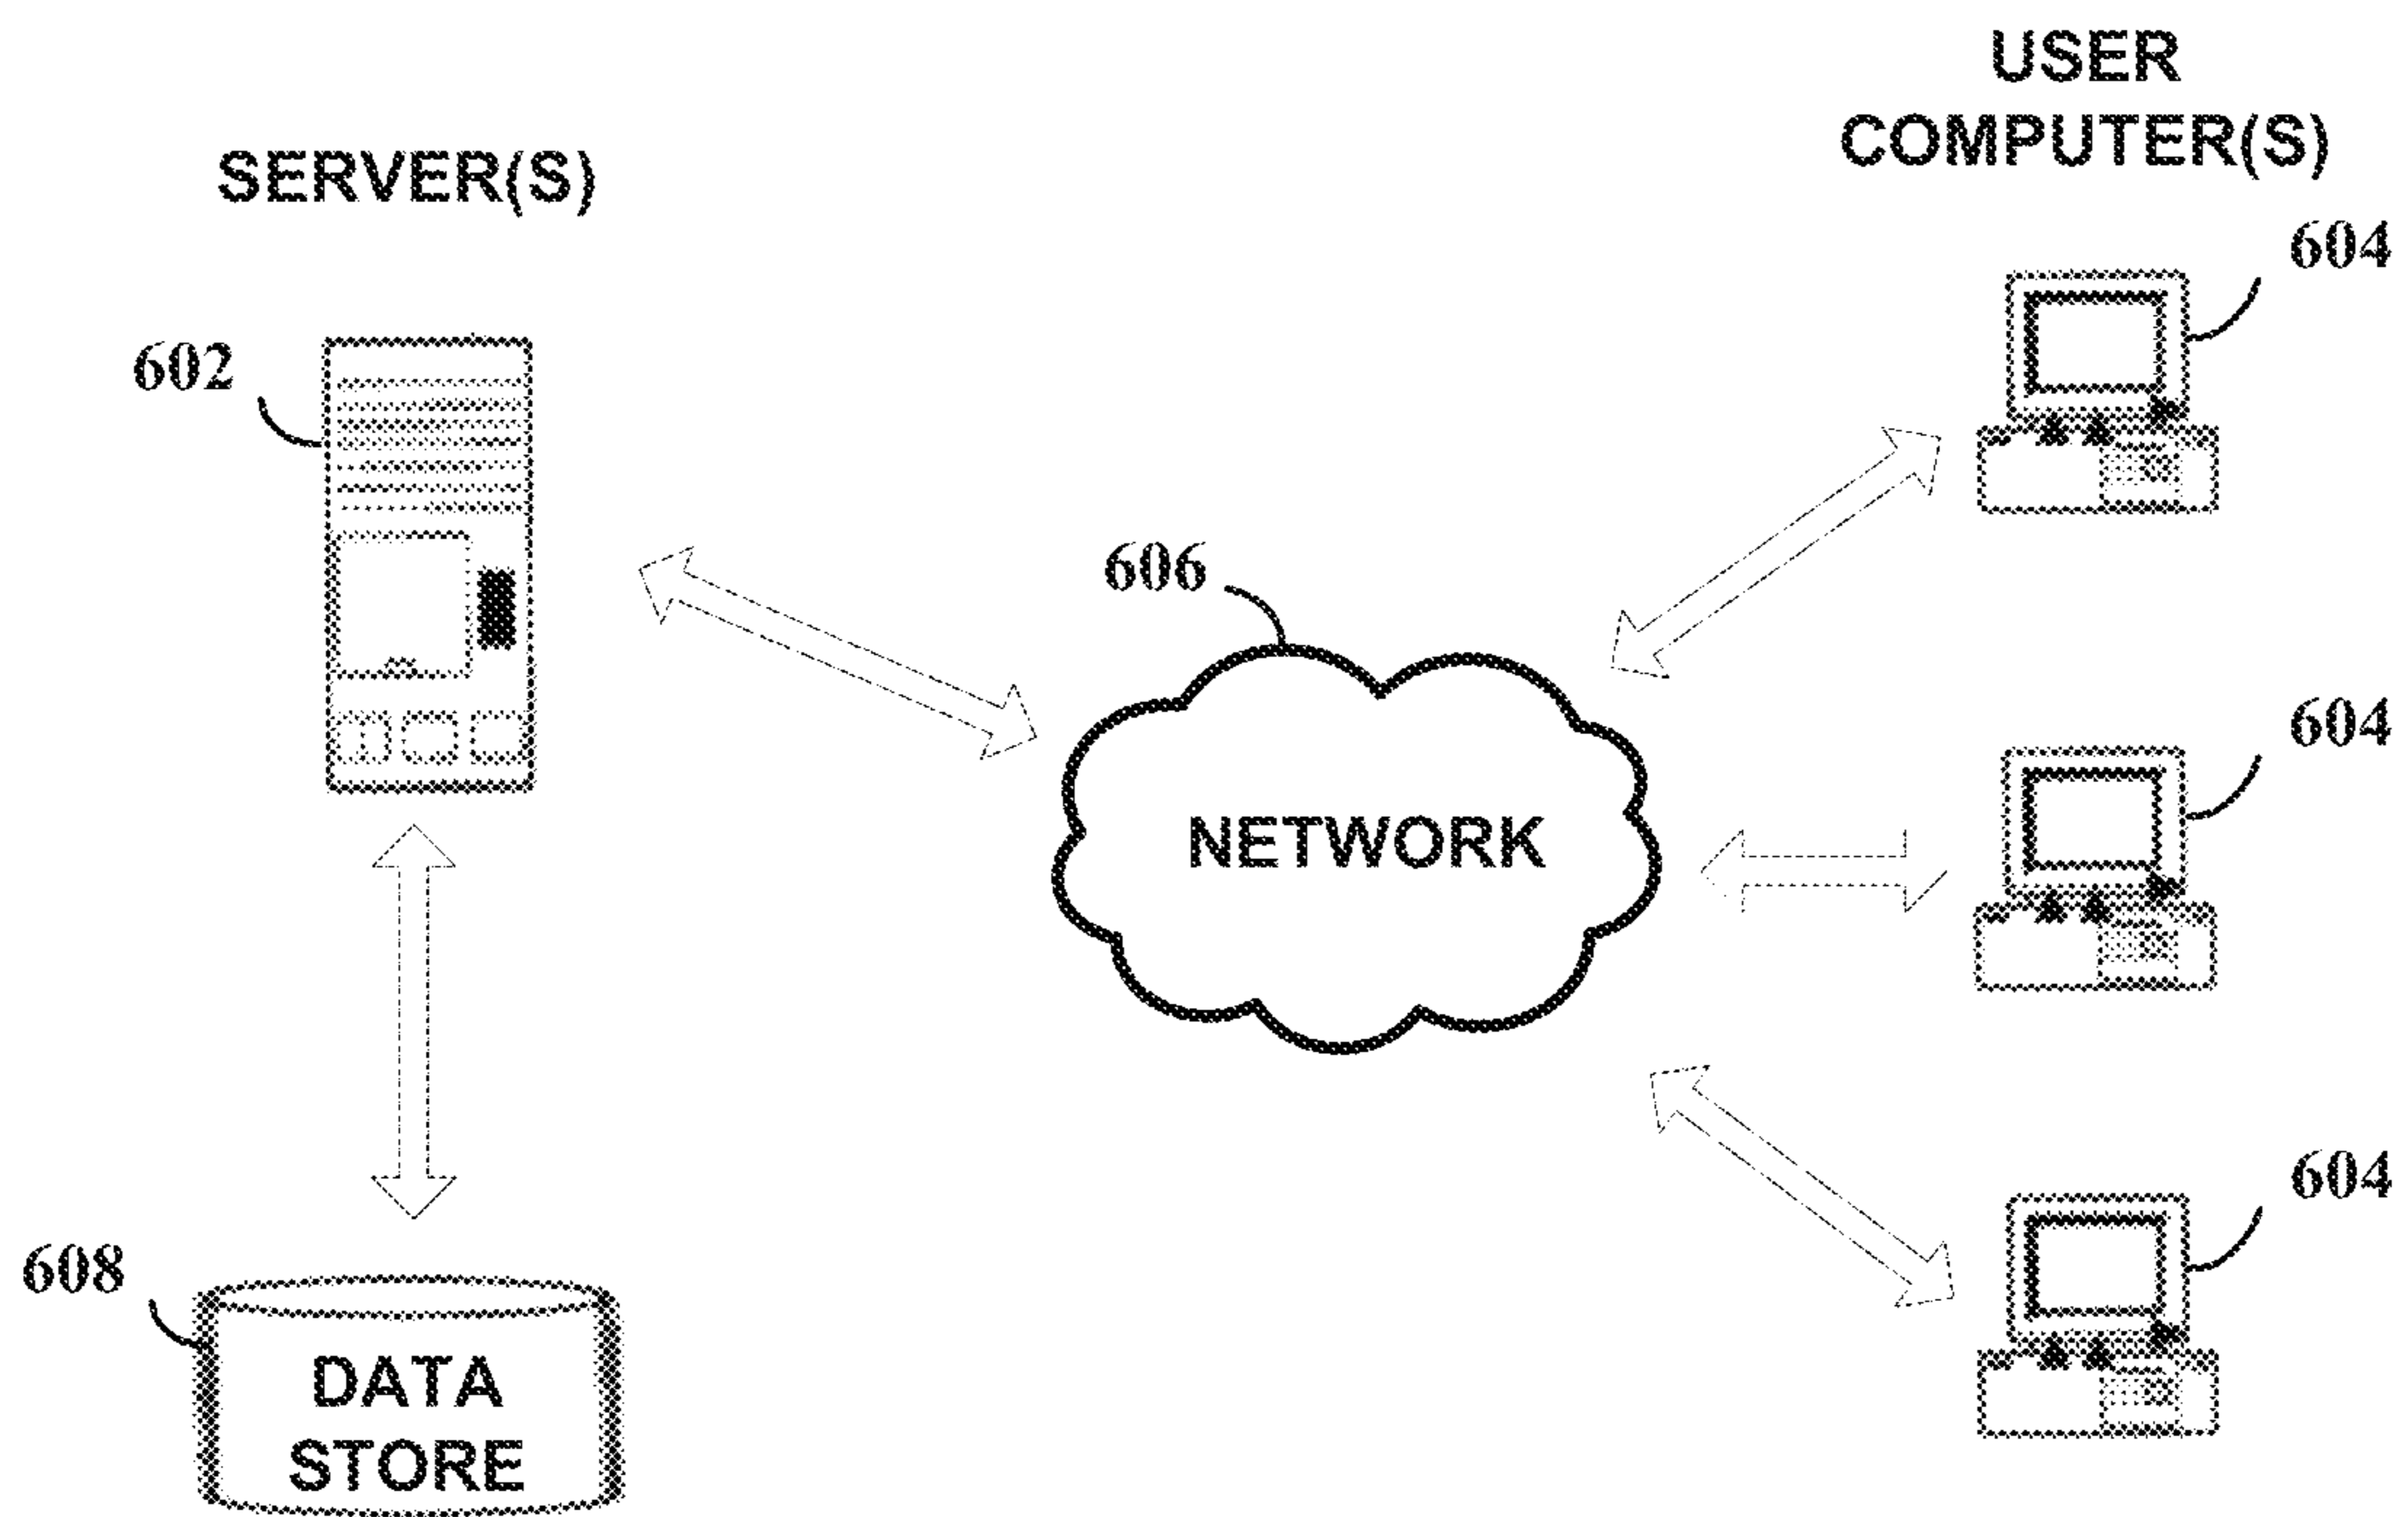 USER
COMPUTER(S)
SERVER(S)
604
602
606
604
NETWORK
604
608
DATA
STORE